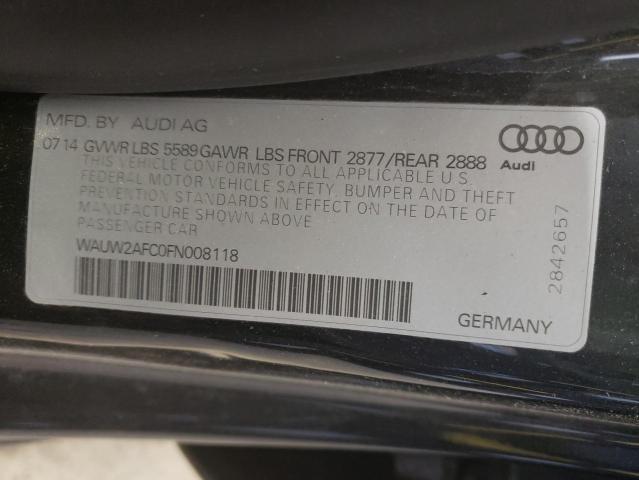 MFD. BY AUDI AG
0714 GVWR LBS 5589 GAWR LBS FRONT 2877/REAR 2888
THIS VEHICLE CONFORMS TO ALL APPLICABLE U.S.
FEDERAL MOTOR VEHICLE SAFETY, BUMPER AND THEFT
PREVENTION STANDARDS IN EFFECT ON THE DATE OF
MANUFACTURE SHOWN ABOVE
PASSENGER CAR
WAUW2AFC0FN008118
Audi
2842657
GERMANY